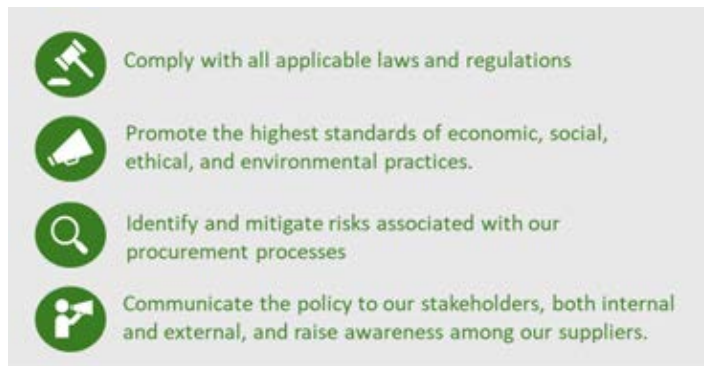 Comply with all applicable laws and regulations
Promote the highest standards of economic, social,
ethical, and environmental practices.
Identify and mitigate risks associated with our
procurement processes
Communicate the policy to our stakeholders, both internal
and external, and raise awareness among our suppliers.